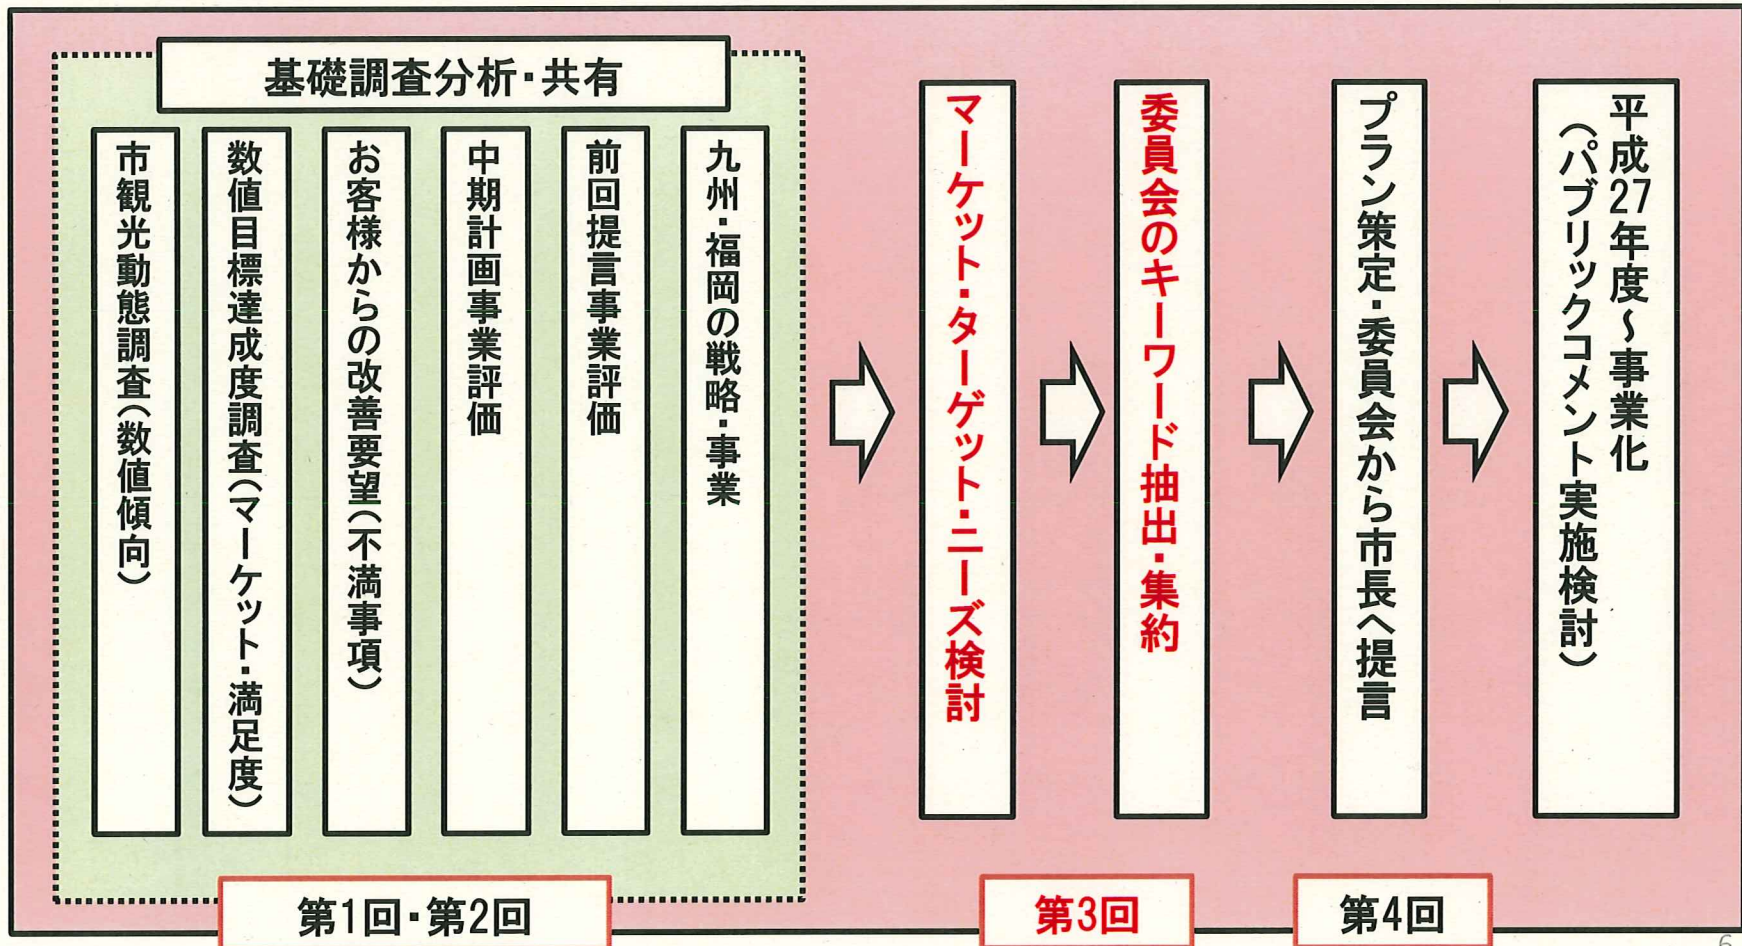 基礎調査分析・共有
市観光動態調査（数値傾向）
数値目標達成度調査（マーケット・満足度）
お客様からの改善要望（不満事項）
中期計画事業評価
前回提言事業評価
九州・福岡の戦略・事業
マーケット・ターゲット・ニーズ検討
委員会のキーワード抽出・集約
プラン策定・委員会から市長へ提言
平成27年度～事業化
（パブリックコメント実施検討）
第1回・第2回
第3回
第4回
6